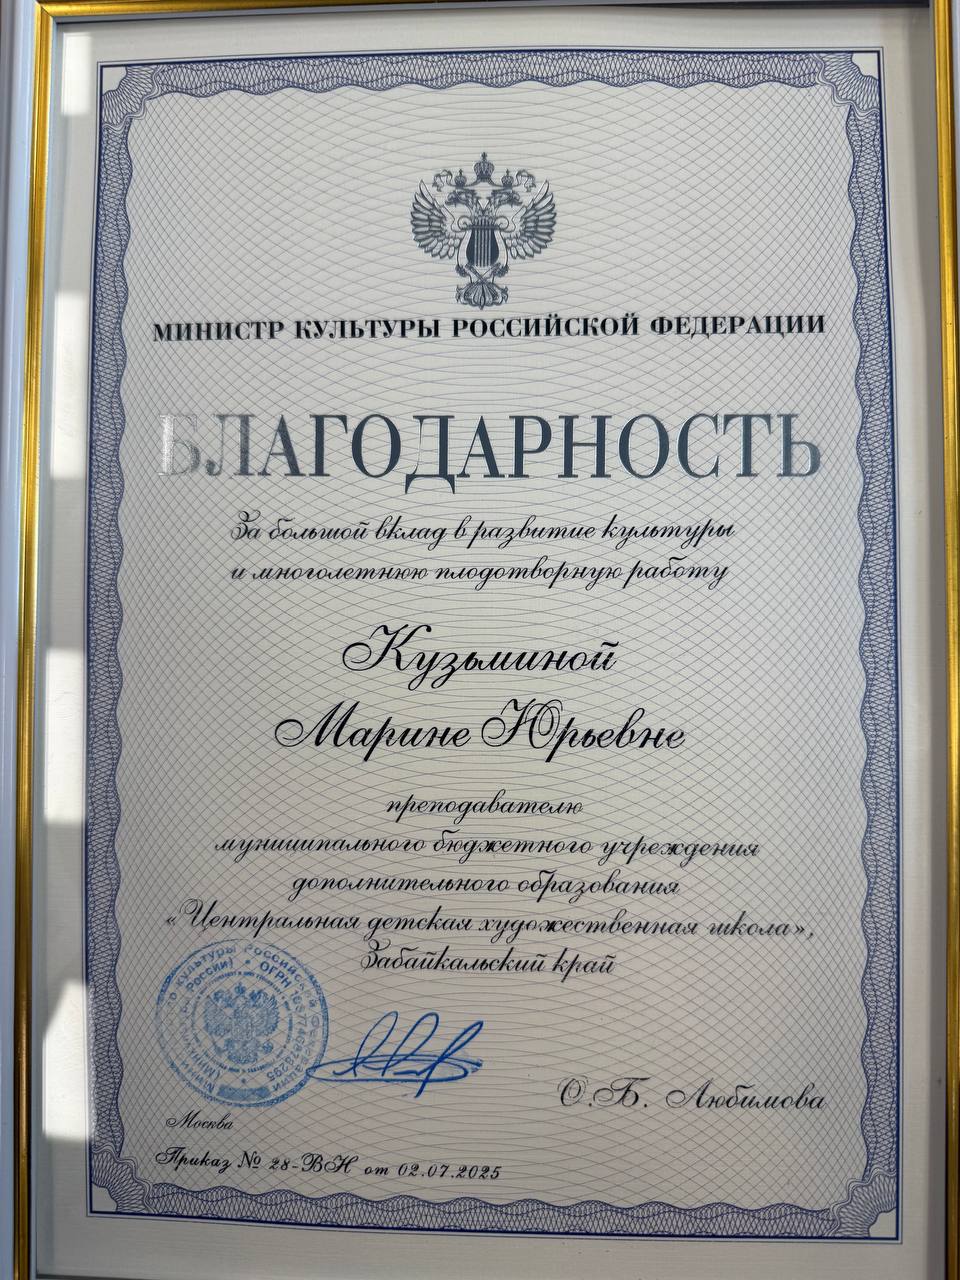 МИНИСТР КУЛЬТУРЫ РОССИЙСКОЙ ФЕДЕРАЦИИ
БЛАГОДАРНОСТЬ
За большой вклад в развитие культуры
и многолетнюю плодотворную работу
Кузьминой
Марине Юрьевне
преподавателю
муниципального бюджетного учреждения
дополнительного образования
«Центральная детская художественная школа»,
Забайкальский край
О.Б. Любимова
Москва
Приказ № 28-ВН от 02.07.2025